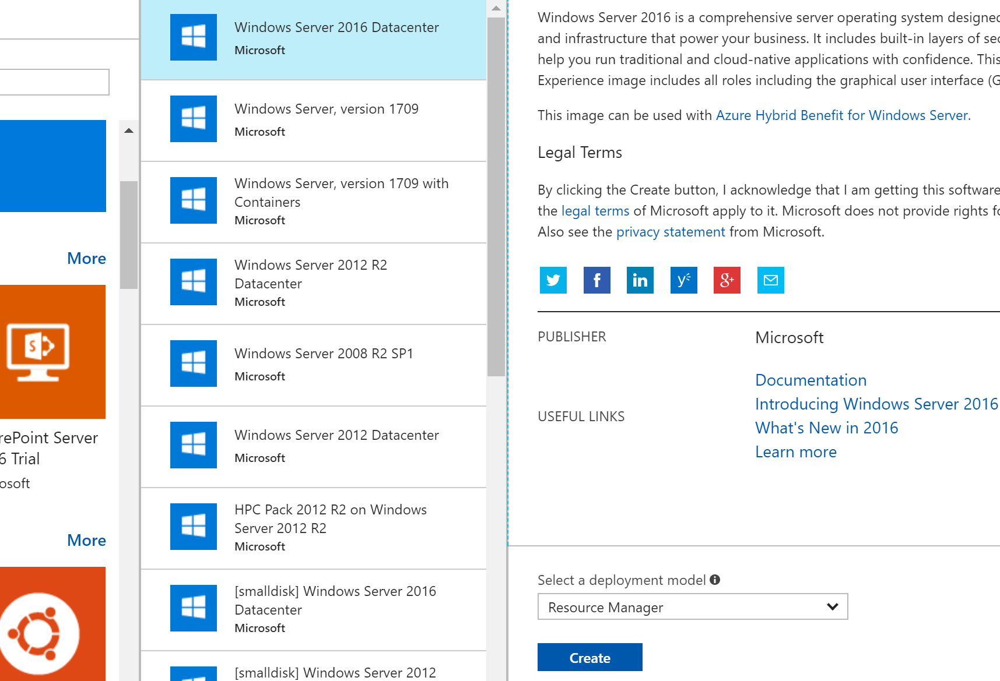 More
rePoint Server
6 Trial
osoft
More
Windows Server 2016 Datacenter
Microsoft
Windows Server, version 1709
Microsoft
Windows Server, version 1709 with
Containers
Microsoft
Windows Server 2012 R2
Datacenter
Microsoft
Windows Server 2008 R2 SP1
Microsoft
Windows Server 2012 Datacenter
Microsoft
HPC Pack 2012 R2 on Windows
Server 2012 R2
Microsoft
[smalldisk] Windows Server 2016
Datacenter
Microsoft
[smalldisk] Windows Server 2012
Windows Server 2016 is a comprehensive server operating system designed
and infrastructure that power your business. It includes built-in layers of sec
help you run traditional and cloud-native applications with confidence. This
Experience image includes all roles including the graphical user interface (G
This image can be used with Azure Hybrid Benefit for Windows Server.
Legal Terms
By clicking the Create button, I acknowledge that I am getting this software
the legal terms of Microsoft apply to it. Microsoft does not provide rights fo
Also see the privacy statement from Microsoft.
PUBLISHER
Microsoft
USEFUL LINKS
Documentation
Introducing Windows Server 2016
What's New in 2016
Learn more
Select a deployment model
Resource Manager
Create